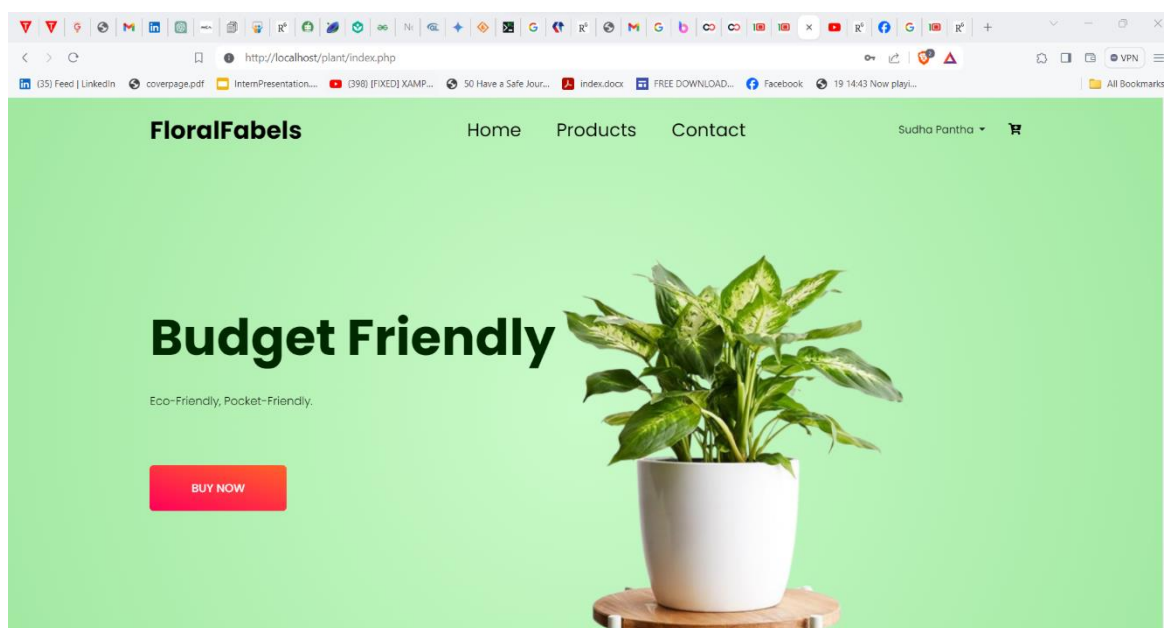 http://localhost/plant/index.php
VPN
(35) Feed | LinkedIn coverpage.pdf InternPresentation.... (398) [FIXED] XAMP... 50 Have a Safe Jour... index.docx FREE DOWNLOAD... Facebook 19 14:43 Now playi... All Bookmarks
FloralFabels Home Products Contact Sudha Pantha
Budget Friendly
Eco-Friendly, Pocket-Friendly.
BUY NOW